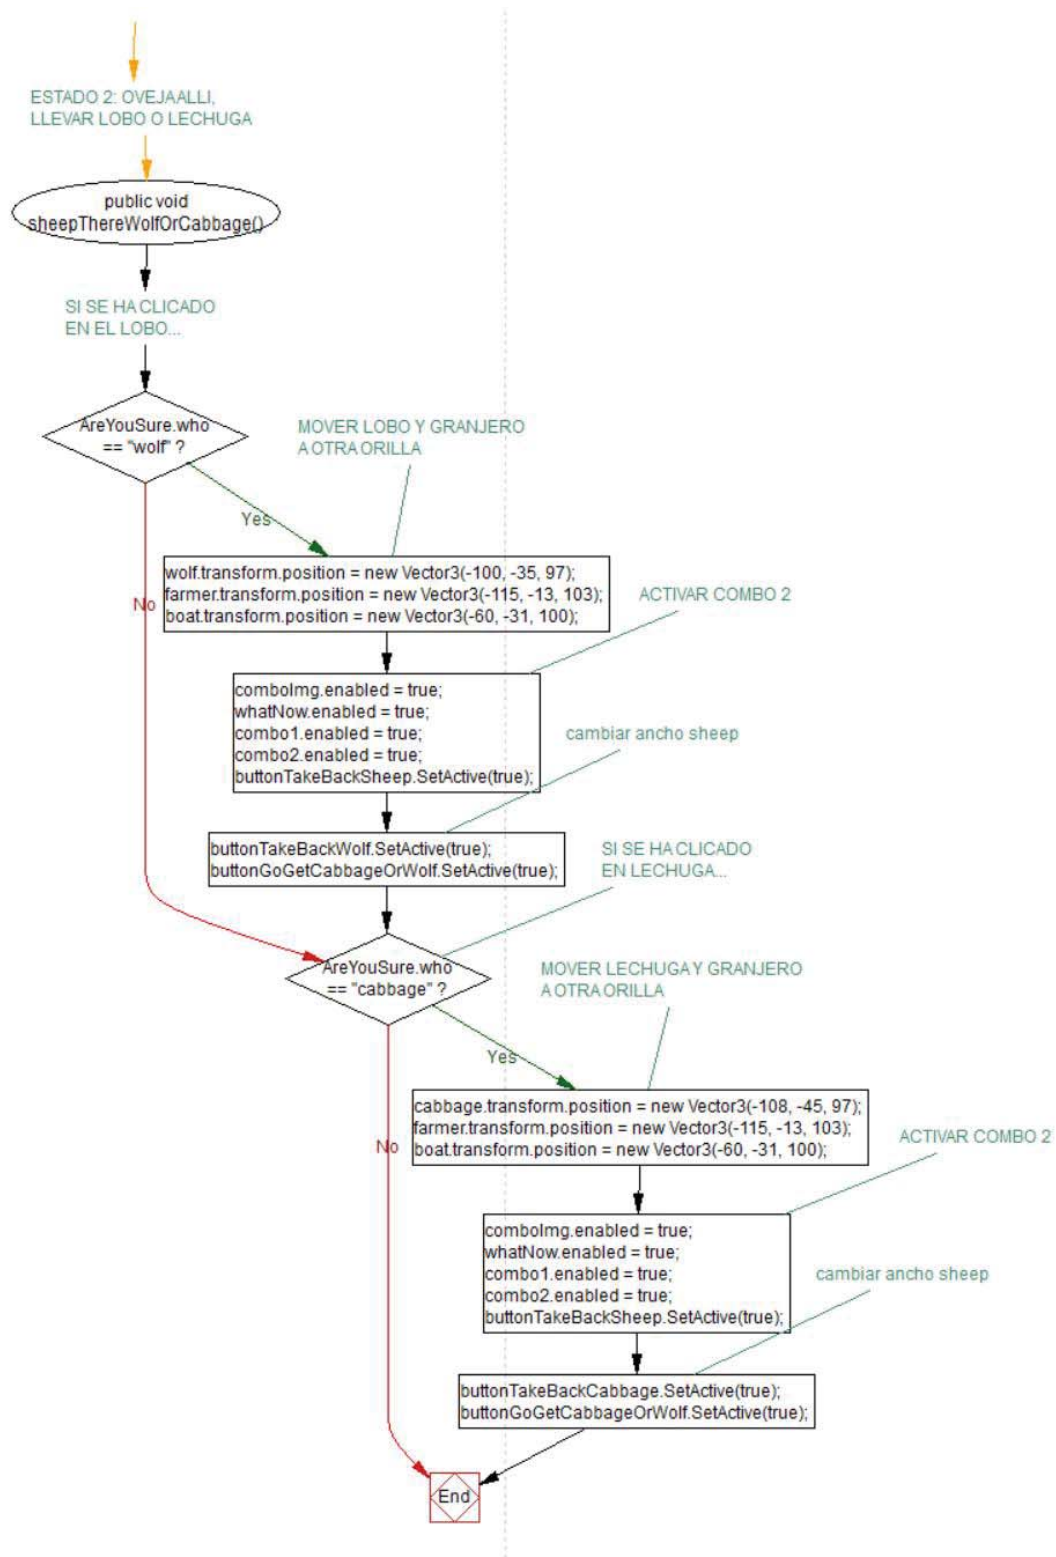 ESTADO 2: OVEJA ALLI,
LLEVAR LOBO O LECHUGA
public void
sheepThereWolfOrCabbage()
SI SE HA CLICADO
EN EL LOBO...
AreYouSure.who
== "wolf" ?
MOVER LOBO Y GRANJERO
A OTRA ORILLA
Yes
No
wolf.transform.position = new Vector3(-100, -35, 97);
farmer.transform.position = new Vector3(-115, -13, 103);
boat.transform.position = new Vector3(-60, -31, 100);
ACTIVAR COMBO 2
comboImg.enabled = true;
whatNow.enabled = true;
combo1.enabled = true;
combo2.enabled = true;
buttonTakeBackSheep.SetActive(true);
cambiar ancho sheep
buttonTakeBackWolf.SetActive(true);
buttonGoGetCabbageOrWolf.SetActive(true);
SI SE HA CLICADO
EN LECHUGA...
AreYouSure.who
== "cabbage" ?
MOVER LECHUGA Y GRANJERO
A OTRA ORILLA
Yes
No
cabbage.transform.position = new Vector3(-108, -45, 97);
farmer.transform.position = new Vector3(-115, -13, 103);
boat.transform.position = new Vector3(-60, -31, 100);
ACTIVAR COMBO 2
comboImg.enabled = true;
whatNow.enabled = true;
combo1.enabled = true;
combo2.enabled = true;
buttonTakeBackSheep.SetActive(true);
cambiar ancho sheep
buttonTakeBackCabbage.SetActive(true);
buttonGoGetCabbageOrWolf.SetActive(true);
End